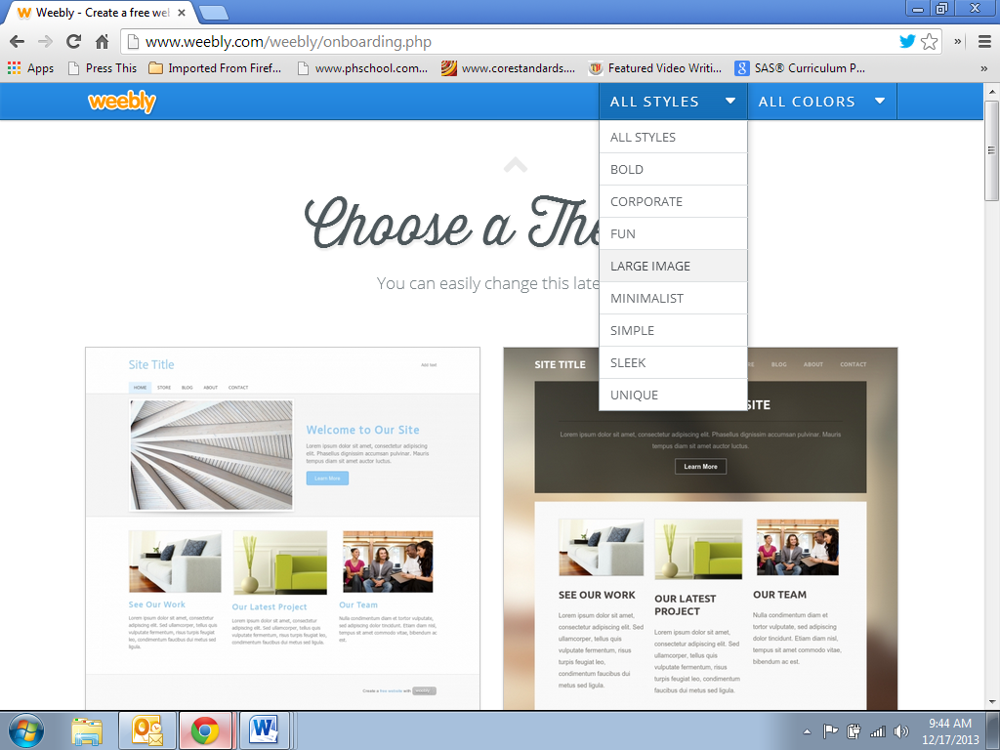 Weebly - Create a free wel
www.weebly.com/weebly/onboarding.php
Apps Press This Imported From Firef... www.phschool.com... www.corestandards.... Featured Video Writi... SAS® Curriculum P... »
weebly ALL STYLES ALL COLORS
ALL STYLES
BOLD
CORPORATE
FUN
LARGE IMAGE
MINIMALIST
SIMPLE
SLEEK
UNIQUE
Choose a The
You can easily change this late
Site Title
Add text
HOME STORE BLOG ABOUT CONTACT
Welcome to Our Site
Lorem ipsum dolor sit amet, consectetur adipiscing
elit. Phasellus dignissim accumsan pulvinar. Mauris
tempus diam sit amet auctor luctus.
Learn More
See Our Work
Lorem ipsum dolor sit amet, consectetur
adipiscing elit. Sed ullamcorper, tellus quis
vulputate fermentum, risus turpis feugiat leo,
condimentum faucibus dui metus sed
ligula.
Our Latest Project
Lorem ipsum dolor sit amet, consectetur
adipiscing elit. Sed ullamcorper, tellus quis
vulputate fermentum, risus turpis feugiat leo,
condimentum faucibus dui metus sed ligula.
Our Team
Nulla condimentum diam et tortor vulputate,
sed adipiscing dolor tincidunt. Etiam diam nisl,
tempus sit amet massa vitae, bibendum ac
est.
Create a free website with
SITE TITLE
RE BLOG ABOUT CONTACT
SITE
Lorem ipsum dolor sit amet, consectetur adipiscing elit. Phasellus dignissim accumsan pulvinar. Mauris
tempus diam sit amet auctor luctus.
Learn More
SEE OUR WORK
Lorem ipsum dolor sit amet,
consectetur adipiscing elit. Sed
ullamcorper, tellus quis
vulputate fermentum, risus
turpis feugiat leo,
condimentum faucibus dui
metus sed ligula.
OUR LATEST
PROJECT
Lorem ipsum dolor sit amet,
consectetur adipiscing elit. Sed
ullamcorper, tellus quis
vulputate fermentum, risus
turpis feugiat leo,
condimentum faucibus dui
metus sed ligula.
OUR TEAM
Nulla condimentum diam et
tortor vulputate, sed adipiscing
dolor tincidunt. Etiam diam nisl,
tempus sit amet massa vitae,
bibendum ac est.
9:44 AM
12/17/2013